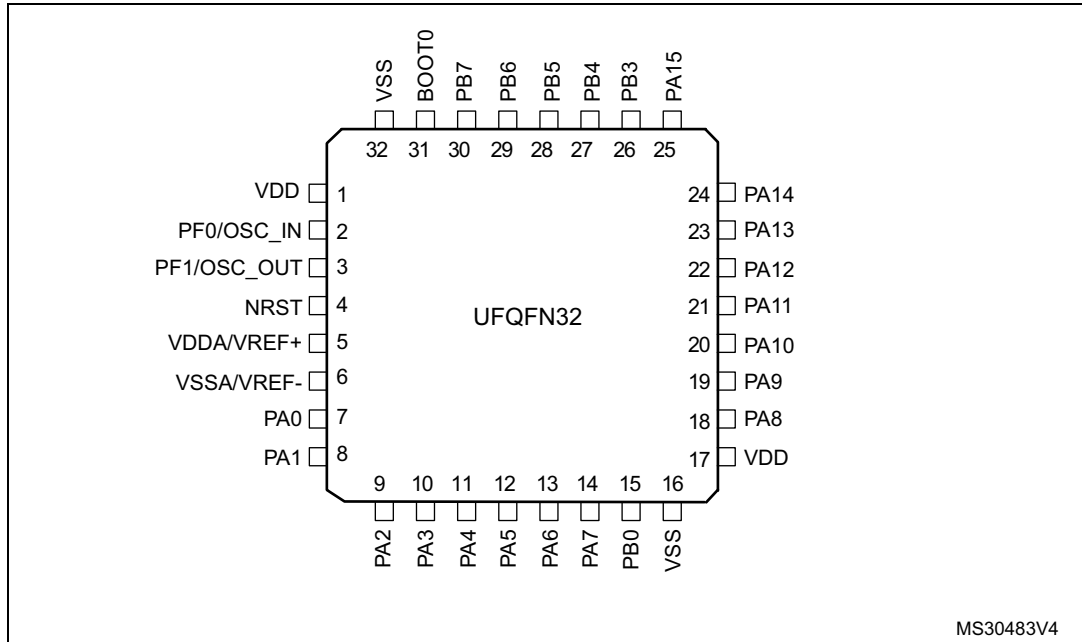 VSS
BOOT0
PB7
PB6
PB5
PB4
PB3
PA15
32 31 30 29 28 27 26 25
VDD 1
PF0/OSC_IN 2
PF1/OSC_OUT 3
NRST 4
VDDA/VREF+ 5
VSSA/VREF- 6
PA0 7
PA1 8
UFQFN32
24 PA14
23 PA13
22 PA12
21 PA11
20 PA10
19 PA9
18 PA8
17 VDD
9 10 11 12 13 14 15 16
PA2
PA3
PA4
PA5
PA6
PA7
PB0
VSS
MS30483V4